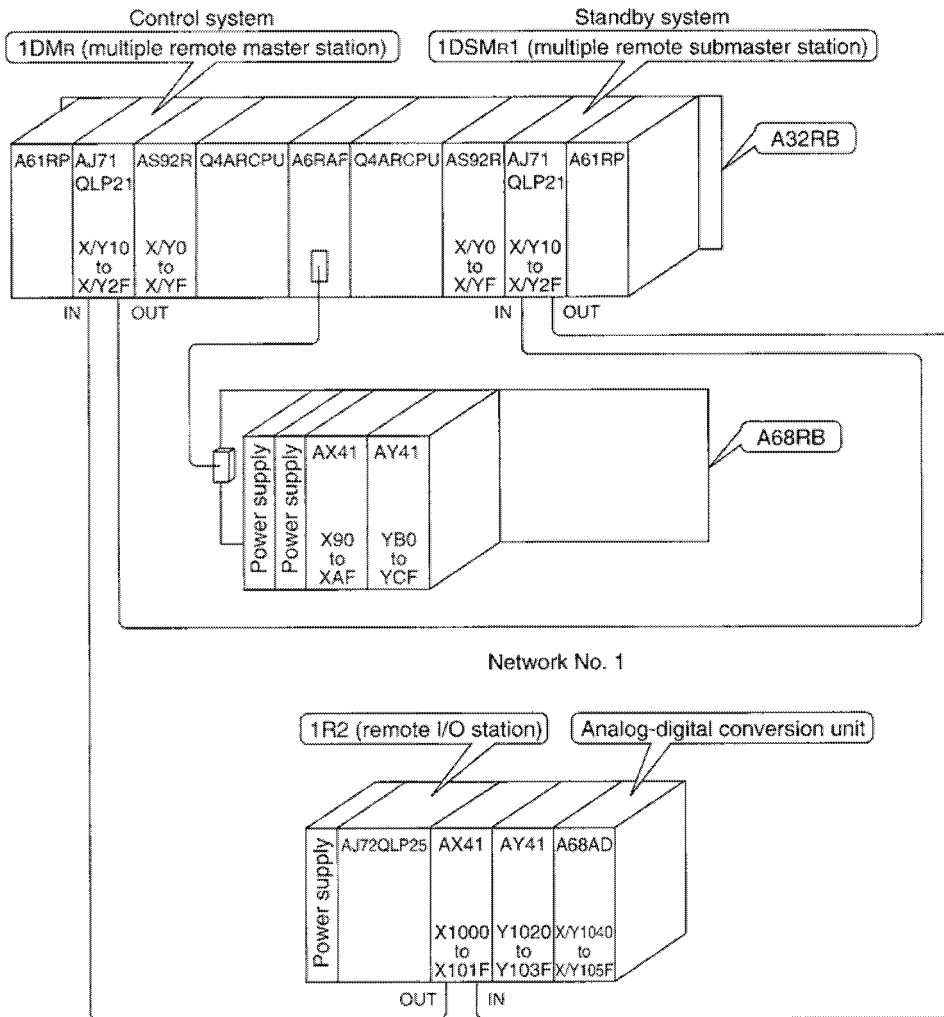 Control system
Standby system
1DMR (multiple remote master station)
1DSMR1 (multiple remote submaster station)
A32RB
A61RP
AJ71
QLP21
X/Y10
to
X/Y2F
AS92R
X/Y0
to
X/YF
Q4ARCPU
A6RAF
Q4ARCPU
AS92R
X/Y0
to
X/YF
AJ71
QLP21
X/Y10
to
X/Y2F
A61RP
IN
OUT
IN
OUT
A68RB
Power supply
Power supply
AX41
X90
to
XAF
AY41
YB0
to
YCF
Network No. 1
1R2 (remote I/O station)
Analog-digital conversion unit
Power supply
AJ72QLP25
AX41
X1000
to
X101F
AY41
Y1020
to
Y103F
A68AD
X/Y1040
to
X/Y105F
OUT
IN